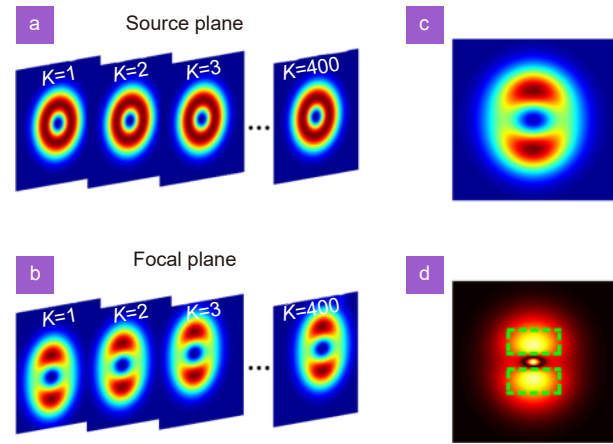 a
Source plane
K=1
K=2
K=3
K=400
...
c
b
Focal plane
K=1
K=2
K=3
K=400
...
d